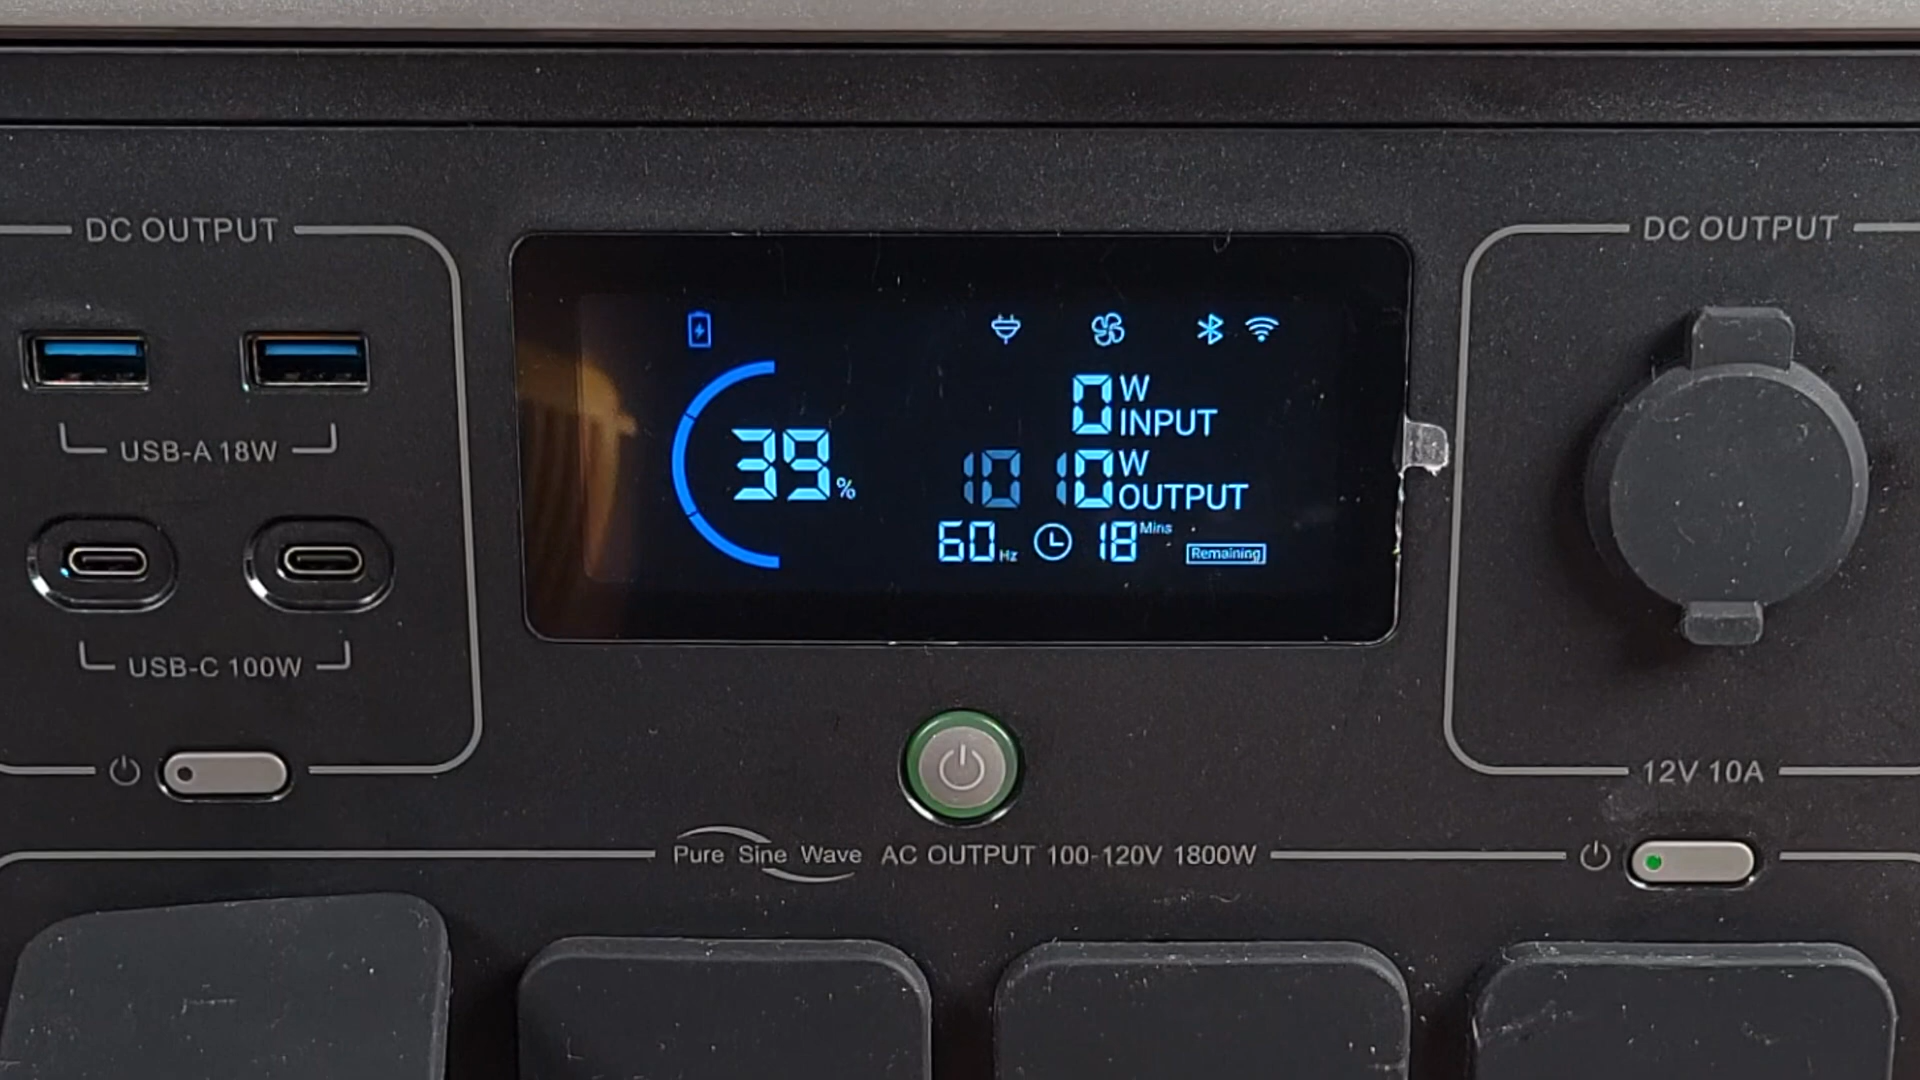 DC OUTPUT
USB-A 18W
USB-C 100W
39%
0W
INPUT
10 10W
OUTPUT
60Hz 18Mins Remaining
DC OUTPUT
12V 10A
Pure Sine Wave AC OUTPUT 100-120V 1800W